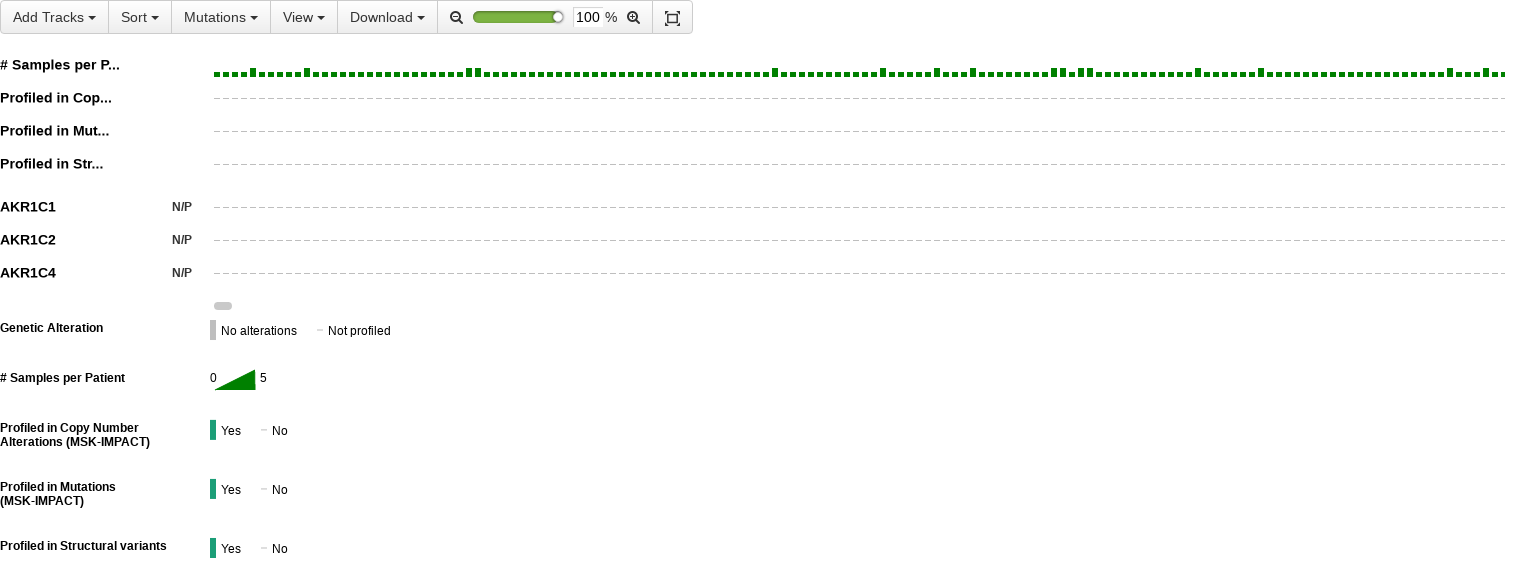 Add Tracks Sort Mutations View Download 100 %
# Samples per P...
Profiled in Cop...
Profiled in Mut...
Profiled in Str...
AKR1C1 N/P
AKR1C2 N/P
AKR1C4 N/P
Genetic Alteration No alterations Not profiled
# Samples per Patient 0 5
Profiled in Copy Number
Alterations (MSK-IMPACT) Yes No
Profiled in Mutations
(MSK-IMPACT) Yes No
Profiled in Structural variants Yes No